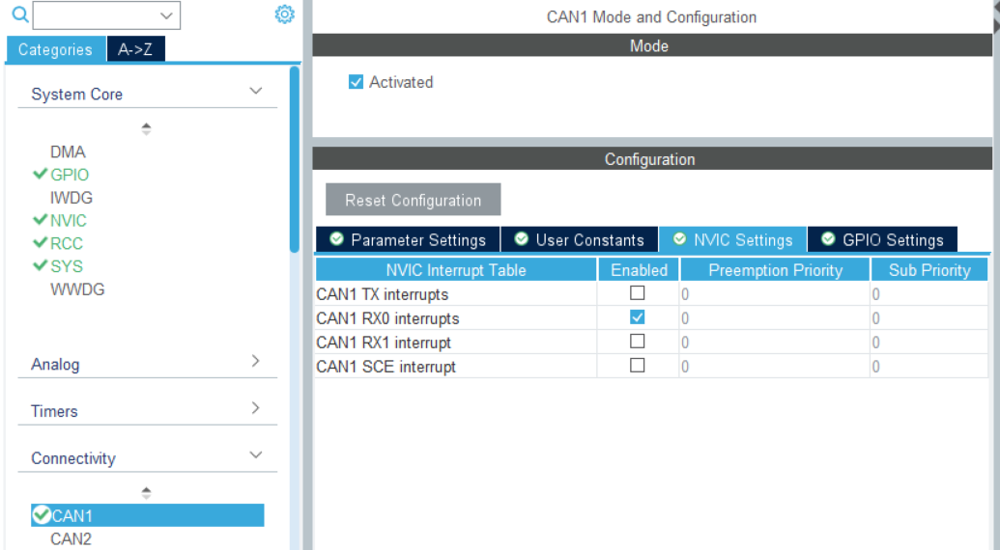 Categories
A->Z
System Core
DMA
GPIO
IWDG
NVIC
RCC
SYS
WWDG
Analog
Timers
Connectivity
CAN1
CAN2
CAN1 Mode and Configuration
Mode
Activated
Configuration
Reset Configuration
Parameter Settings User Constants NVIC Settings GPIO Settings
NVIC Interrupt Table Enabled Preemption Priority Sub Priority
CAN1 TX interrupts 0 0
CAN1 RX0 interrupts 0 0
CAN1 RX1 interrupt 0 0
CAN1 SCE interrupt 0 0